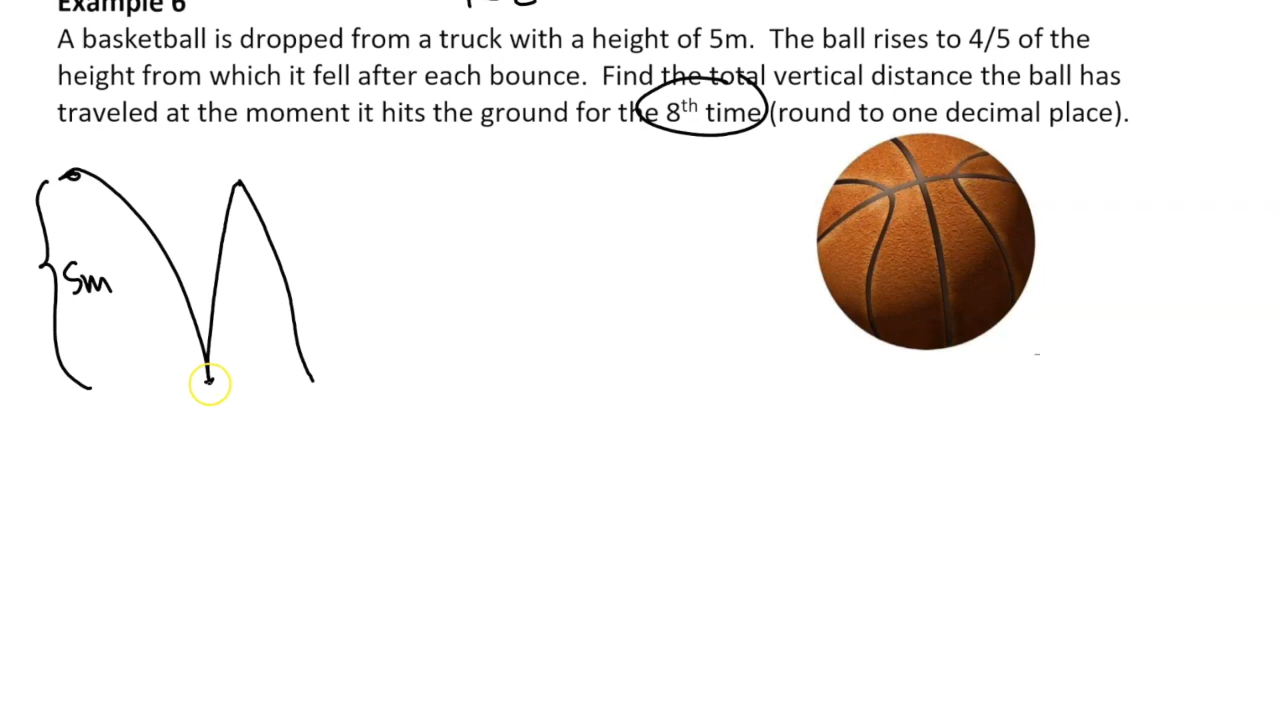 Example 6
A basketball is dropped from a truck with a height of 5m. The ball rises to 4/5 of the
height from which it fell after each bounce. Find the total vertical distance the ball has
traveled at the moment it hits the ground for the 8th time (round to one decimal place).
5m